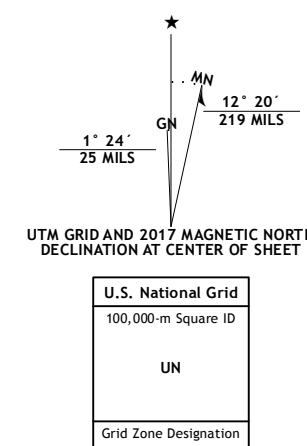 ★
MN
GN
12° 20´
219 MILS
1° 24´
25 MILS
UTM GRID AND 2017 MAGNETIC NORTH
DECLINATION AT CENTER OF SHEET
U.S. National Grid
100,000-m Square ID
UN
Grid Zone Designation